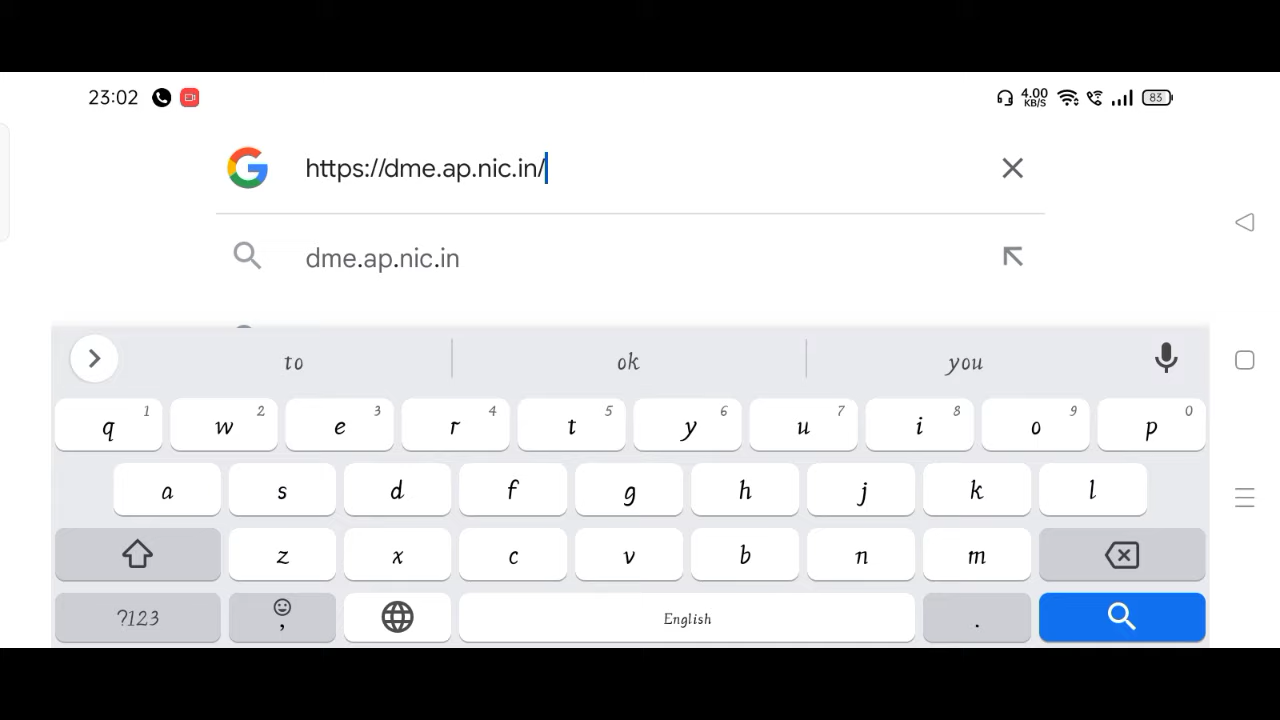 23:02 4.00 KB/S 83
https://dme.ap.nic.in/
dme.ap.nic.in
to ok you
q 1 w 2 e 3 r 4 t 5 y 6 u 7 i 8 o 9 p 0
a s d f g h j k l
z x c v b n m
?123 , English .